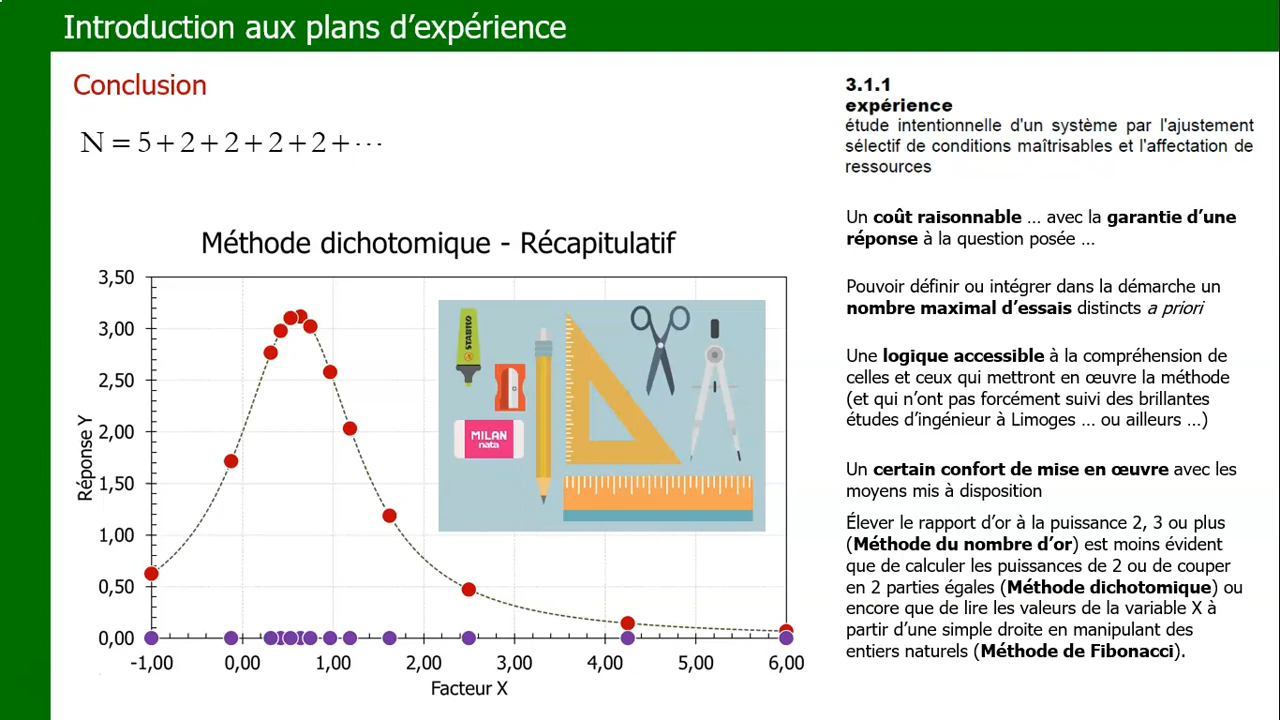 Introduction aux plans d’expérience
Conclusion
N = 5 + 2 + 2 + 2 + 2 + ⋯
Méthode dichotomique - Récapitulatif
3,50
3,00
2,50
2,00
1,50
1,00
0,50
0,00
Réponse Y
-1,00 0,00 1,00 2,00 3,00 4,00 5,00 6,00
Facteur X
STABILO
MILAN
nata
3.1.1
expérience
étude intentionnelle d'un système par l'ajustement
sélectif de conditions maîtrisables et l'affectation de
ressources
Un coût raisonnable ... avec la garantie d’une
réponse à la question posée ...
Pouvoir définir ou intégrer dans la démarche un
nombre maximal d’essais distincts a priori
Une logique accessible à la compréhension de
celles et ceux qui mettront en œuvre la méthode
(et qui n’ont pas forcément suivi des brillantes
études d’ingénieur à Limoges ... ou ailleurs ...)
Un certain confort de mise en œuvre avec les
moyens mis à disposition
Élever le rapport d’or à la puissance 2, 3 ou plus
(Méthode du nombre d’or) est moins évident
que de calculer les puissances de 2 ou de couper
en 2 parties égales (Méthode dichotomique) ou
encore que de lire les valeurs de la variable X à
partir d’une simple droite en manipulant des
entiers naturels (Méthode de Fibonacci).